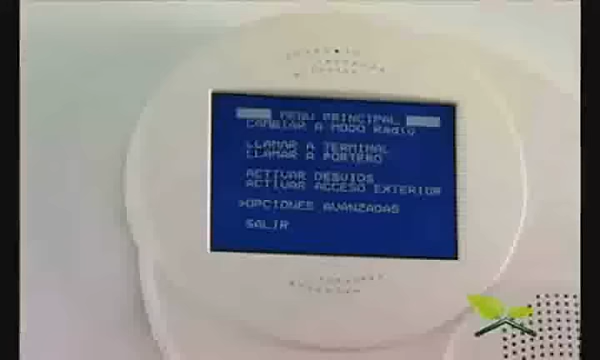 MENU PRINCIPAL
CAMBIAR A MODO Radio
LLAMAR A TERMINAL
LLAMAR A PORTERO
ACTIVAR DESVIOS
ACTIVAR ACCESO EXTERIOR
>OPCIONES AVANZADAS
SALIR